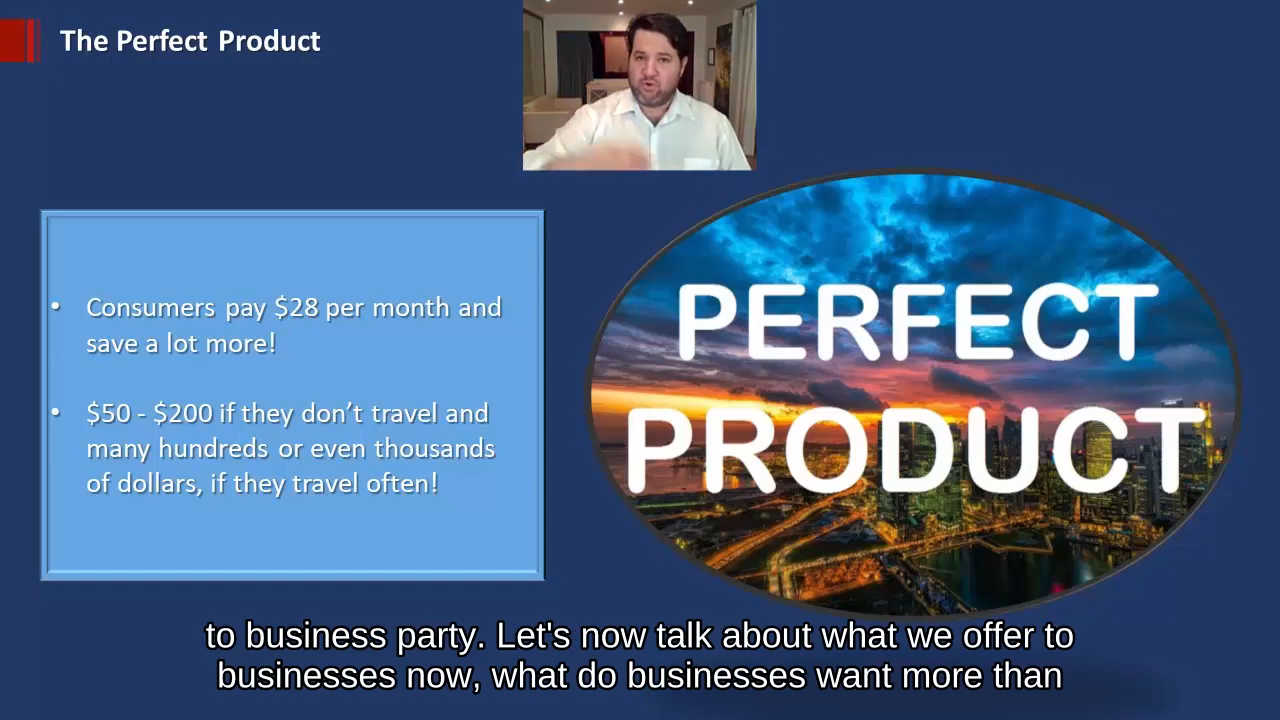 The Perfect Product
• Consumers pay $28 per month and
save a lot more!
• $50 - $200 if they don’t travel and
many hundreds or even thousands
of dollars, if they travel often!
PERFECT
PRODUCT
to business party. Let's now talk about what we offer to
businesses now, what do businesses want more than